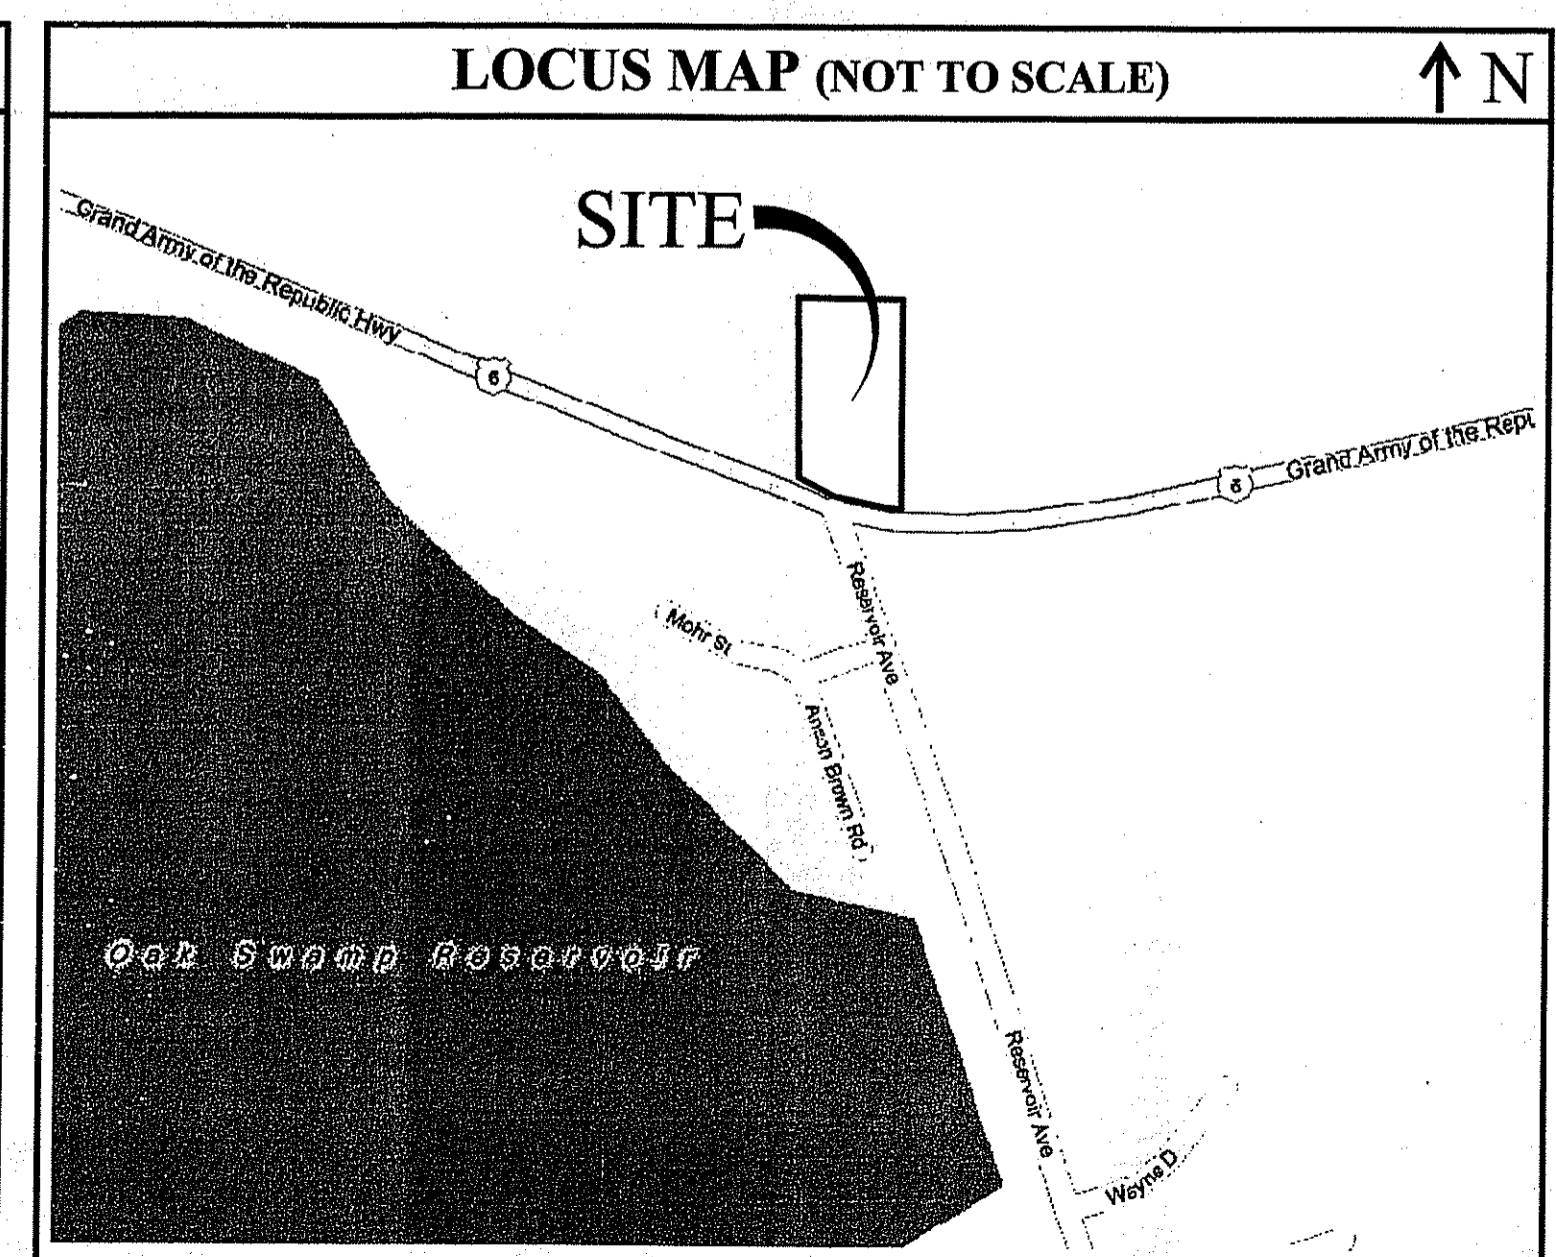 LOCUS MAP (NOT TO SCALE)
N
SITE
Grand Army of the Republic Hwy
6
6
Grand Army of the Repu
Reservoir Ave
Mohr St
Anson Brown Rd
Oak Swamp Reservoir
Reservoir Ave
Wayne D